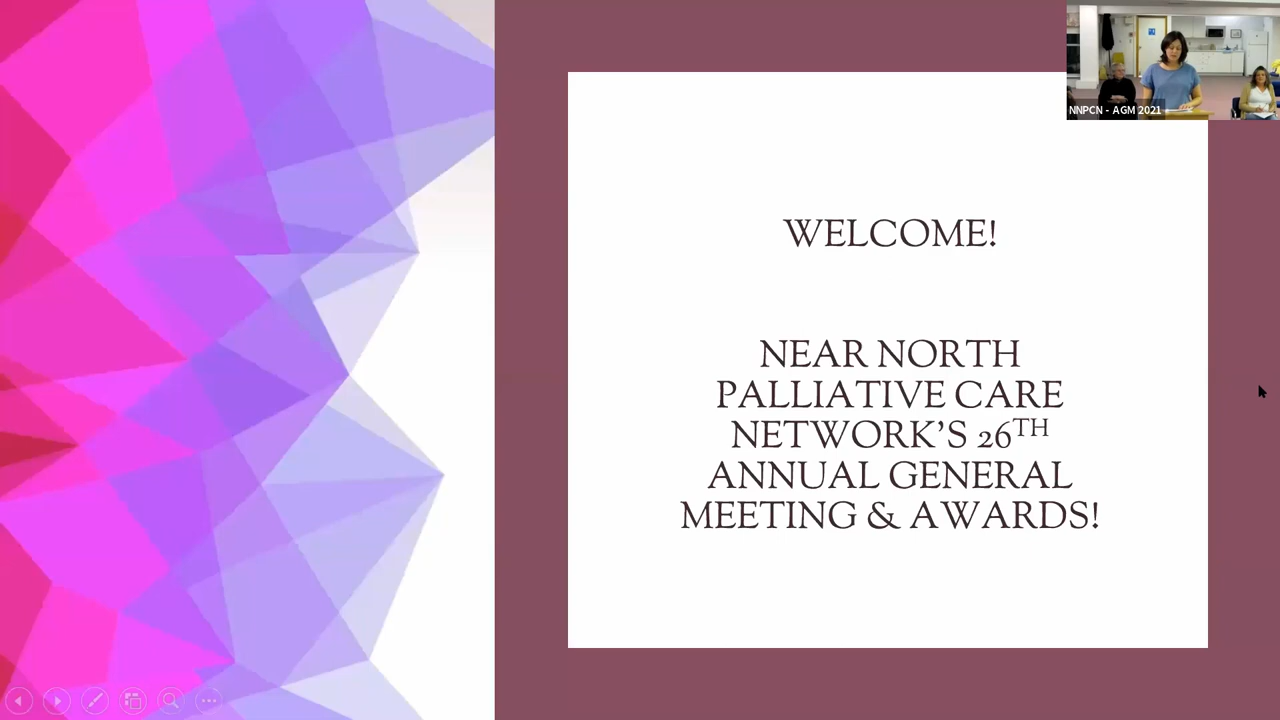 NNPCN - AGM 2021
WELCOME!
NEAR NORTH
PALLIATIVE CARE
NETWORK’S 26TH
ANNUAL GENERAL
MEETING & AWARDS!